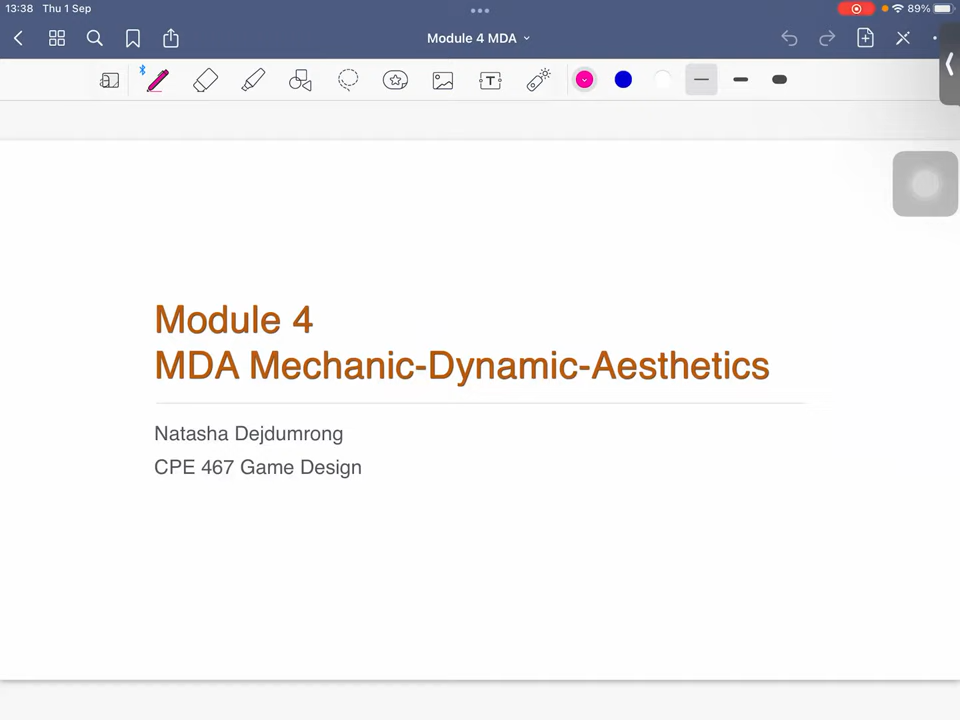 13:38 Thu 1 Sep
89%
Module 4 MDA
T
Module 4
MDA Mechanic-Dynamic-Aesthetics
Natasha Dejdumrong
CPE 467 Game Design